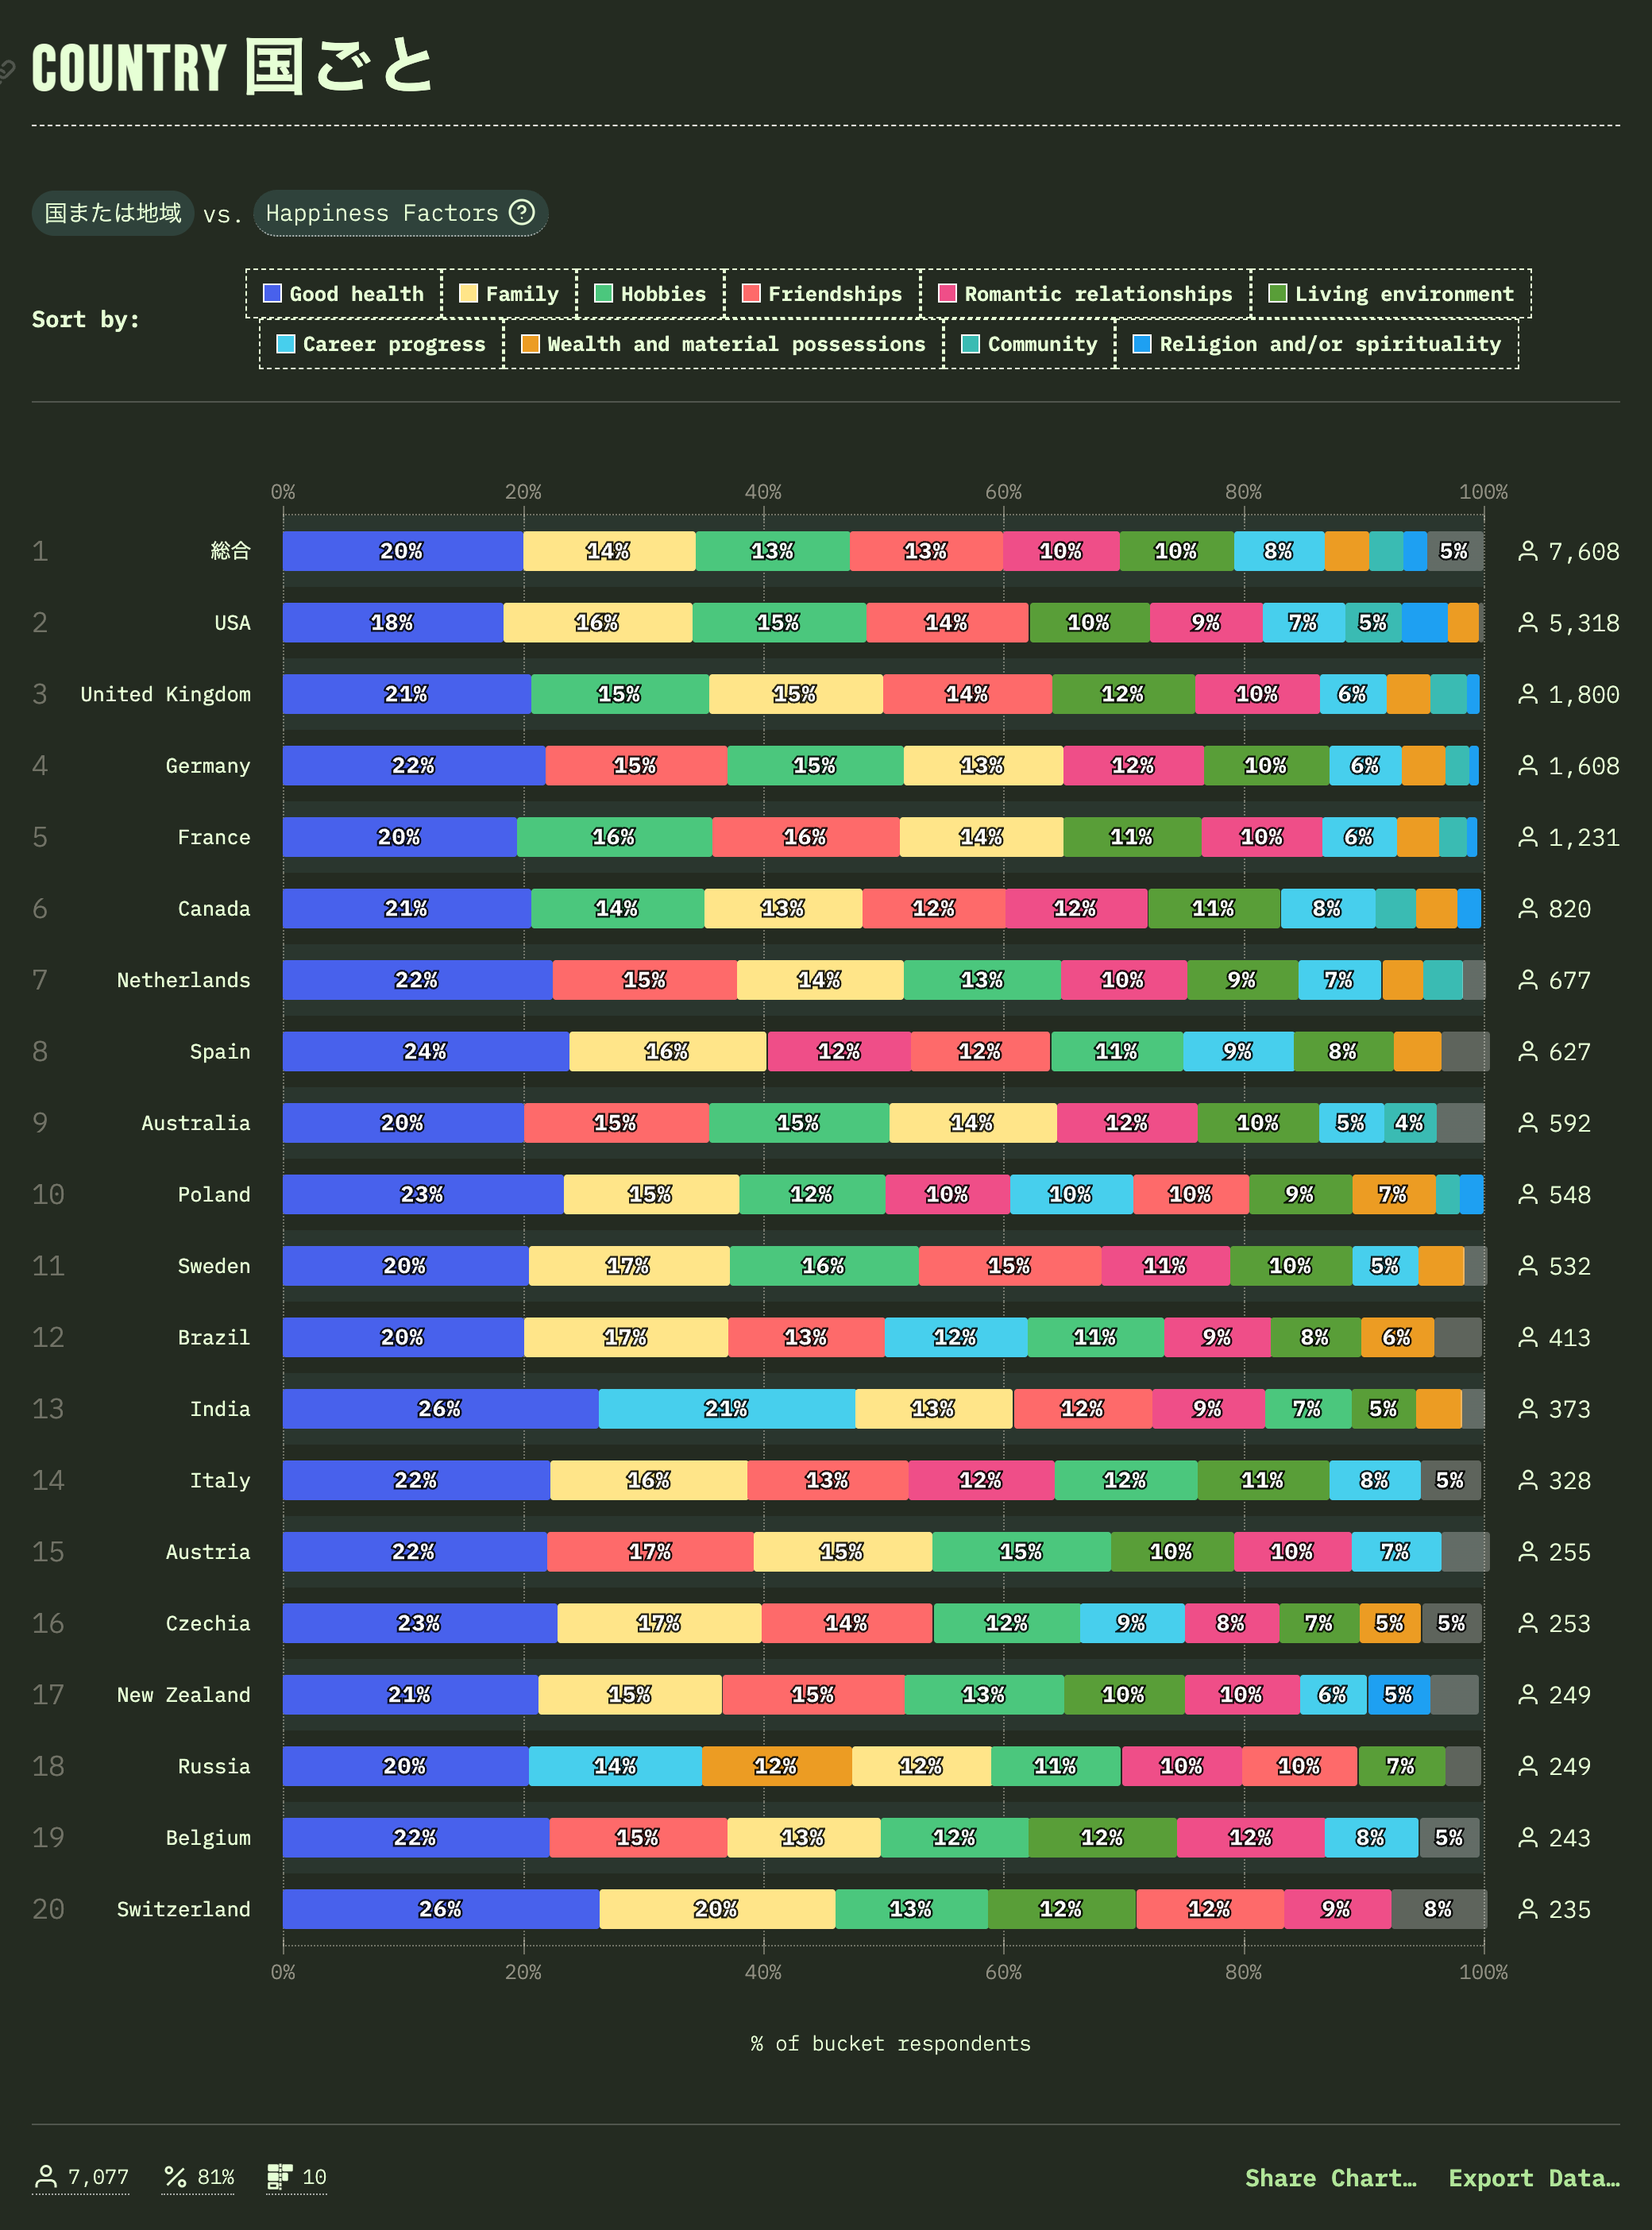 COUNTRY 国ごと
国または地域 vs. Happiness Factors ?
Sort by:
Good health Family Hobbies Friendships Romantic relationships Living environment
Career progress Wealth and material possessions Community Religion and/or spirituality
0% 20% 40% 60% 80% 100%
1 総合 20% 14% 13% 13% 10% 10% 8% 5% 7,608
2 USA 18% 16% 15% 14% 10% 9% 7% 5% 5,318
3 United Kingdom 21% 15% 15% 14% 12% 10% 6% 1,800
4 Germany 22% 15% 15% 13% 12% 10% 6% 1,608
5 France 20% 16% 16% 14% 11% 10% 6% 1,231
6 Canada 21% 14% 13% 12% 12% 11% 8% 820
7 Netherlands 22% 15% 14% 13% 10% 9% 7% 677
8 Spain 24% 16% 12% 12% 11% 9% 8% 627
9 Australia 20% 15% 15% 14% 12% 10% 5% 4% 592
10 Poland 23% 15% 12% 10% 10% 10% 9% 7% 548
11 Sweden 20% 17% 16% 15% 11% 10% 5% 532
12 Brazil 20% 17% 13% 12% 11% 9% 8% 6% 413
13 India 26% 21% 13% 12% 9% 7% 5% 373
14 Italy 22% 16% 13% 12% 12% 11% 8% 5% 328
15 Austria 22% 17% 15% 15% 10% 10% 7% 255
16 Czechia 23% 17% 14% 12% 9% 8% 7% 5% 5% 253
17 New Zealand 21% 15% 15% 13% 10% 10% 6% 5% 249
18 Russia 20% 14% 12% 12% 11% 10% 10% 7% 249
19 Belgium 22% 15% 13% 12% 12% 12% 8% 5% 243
20 Switzerland 26% 20% 13% 12% 12% 9% 8% 235
0% 20% 40% 60% 80% 100%
% of bucket respondents
7,077 81% 10 Share Chart… Export Data…